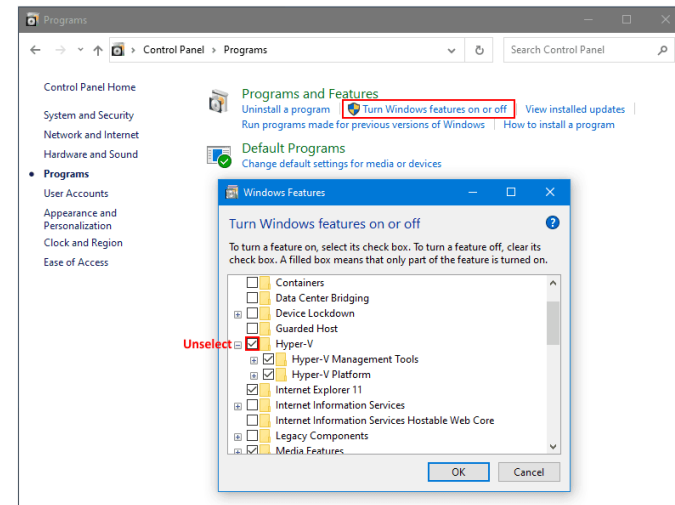 Programs
Control Panel > Programs
Search Control Panel
Control Panel Home
System and Security
Network and Internet
Hardware and Sound
Programs
User Accounts
Appearance and
Personalization
Clock and Region
Ease of Access
Programs and Features
Uninstall a program Turn Windows features on or off View installed updates
Run programs made for previous versions of Windows How to install a program
Default Programs
Change default settings for media or devices
Windows Features
Turn Windows features on or off
To turn a feature on, select its check box. To turn a feature off, clear its
check box. A filled box means that only part of the feature is turned on.
Containers
Data Center Bridging
Device Lockdown
Guarded Host
Unselect Hyper-V
Hyper-V Management Tools
Hyper-V Platform
Internet Explorer 11
Internet Information Services
Internet Information Services Hostable Web Core
Legacy Components
Media Features
OK Cancel